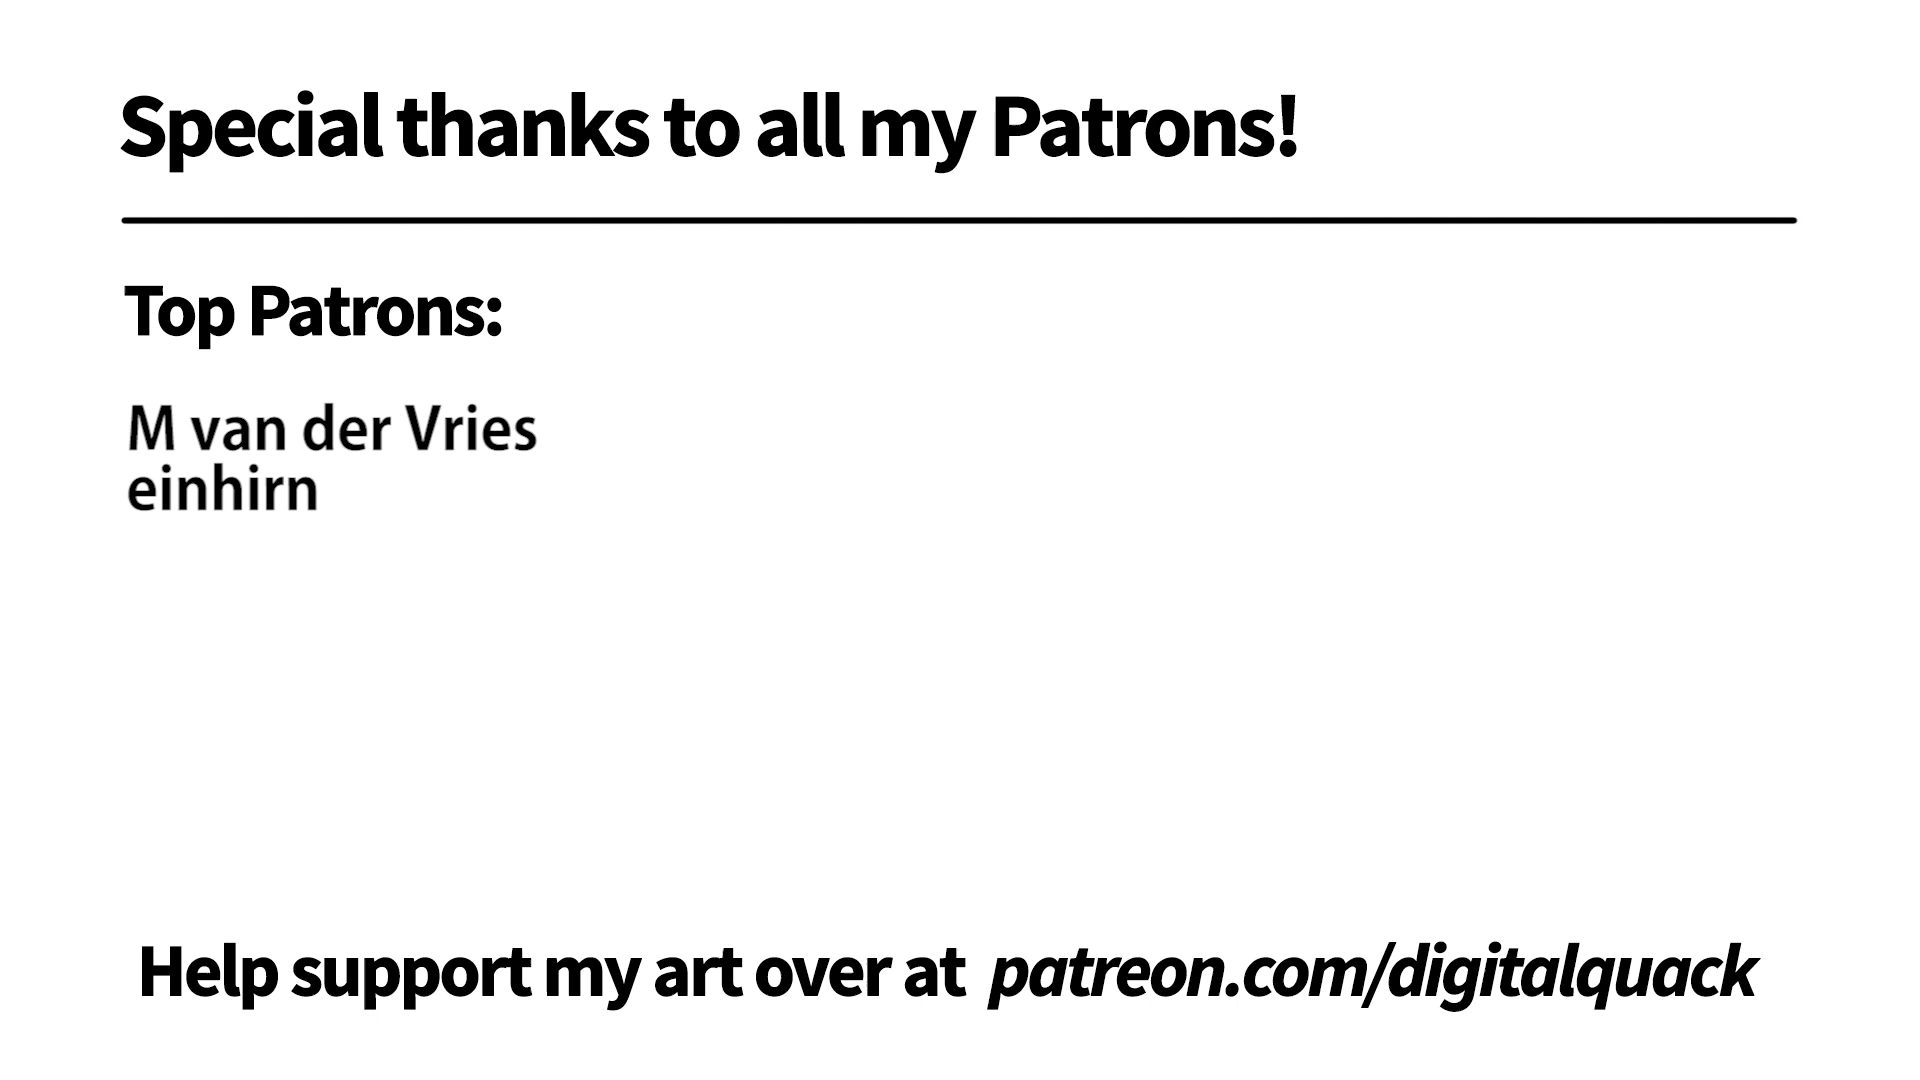 Special thanks to all my Patrons!
Top Patrons:
M van der Vries
einhirn
Help support my art over at patreon.com/digitalquack